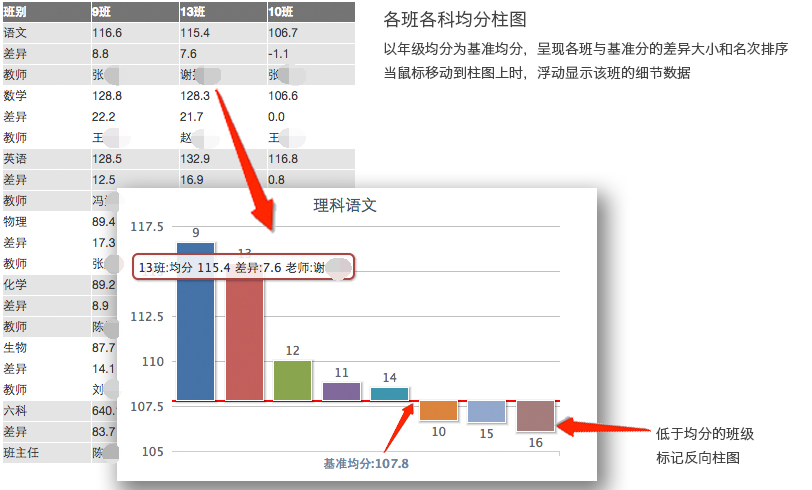 班别 9班 13班 10班
语文 116.6 115.4 106.7
差异 8.8 7.6 -1.1
教师 张 谢 张
数学 128.8 128.3 106.6
差异 22.2 21.7 0.0
教师 王 赵 王
英语 128.5 132.9 116.8
差异 12.5 16.9 0.8
教师 冯
物理 89.4
差异 17.3
教师 张
化学 89.2
差异 8.9
教师 陈
生物 87.7
差异 14.1
教师 刘
六科 640.
差异 83.7
班主任 陈
各班各科均分柱图
以年级均分为基准均分，呈现各班与基准分的差异大小和名次排序
当鼠标移动到柱图上时，浮动显示该班的细节数据
理科语文
117.5
9
13
13班:均分 115.4 差异:7.6 老师:谢
112.5
12
110
11
14
107.5
10
15
16
105
基准均分:107.8
低于均分的班级
标记反向柱图